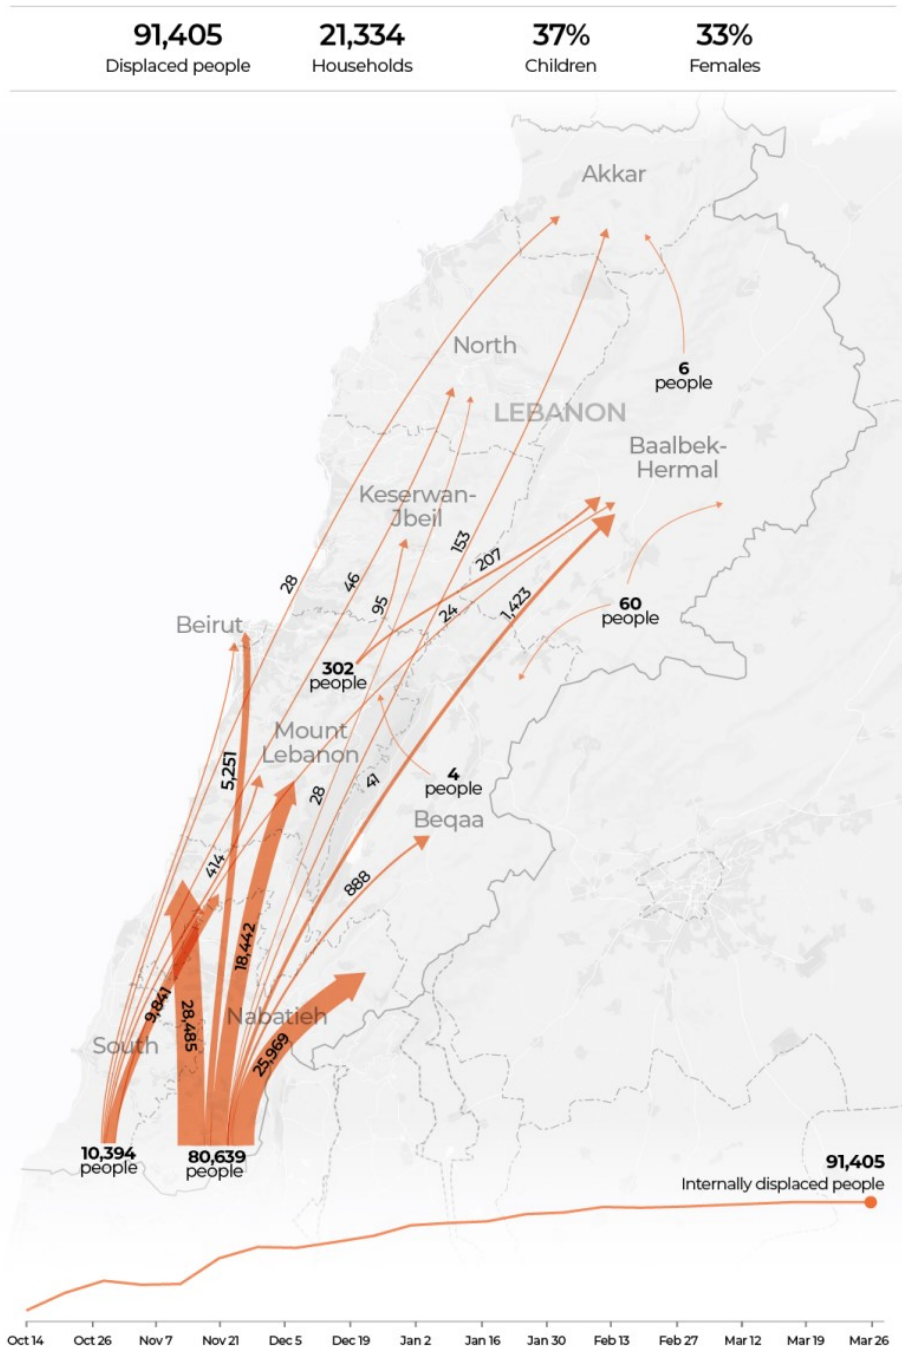 91,405
Displaced people
21,334
Households
37%
Children
33%
Females
Akkar
North
6
people
LEBANON
Baalbek-
Hermal
Keserwan-
Jbeil
153
207
28
46
95
24
1,423
60
people
Beirut
302
people
Mount
Lebanon
5,251
28
41
4
people
Beqaa
414
888
18,442
9,841
28,485
Nabatieh
25,969
South
10,394
people
80,639
people
91,405
Internally displaced people
Oct 14
Oct 26
Nov 7
Nov 21
Dec 5
Dec 19
Jan 2
Jan 16
Jan 30
Feb 13
Feb 27
Mar 12
Mar 19
Mar 26